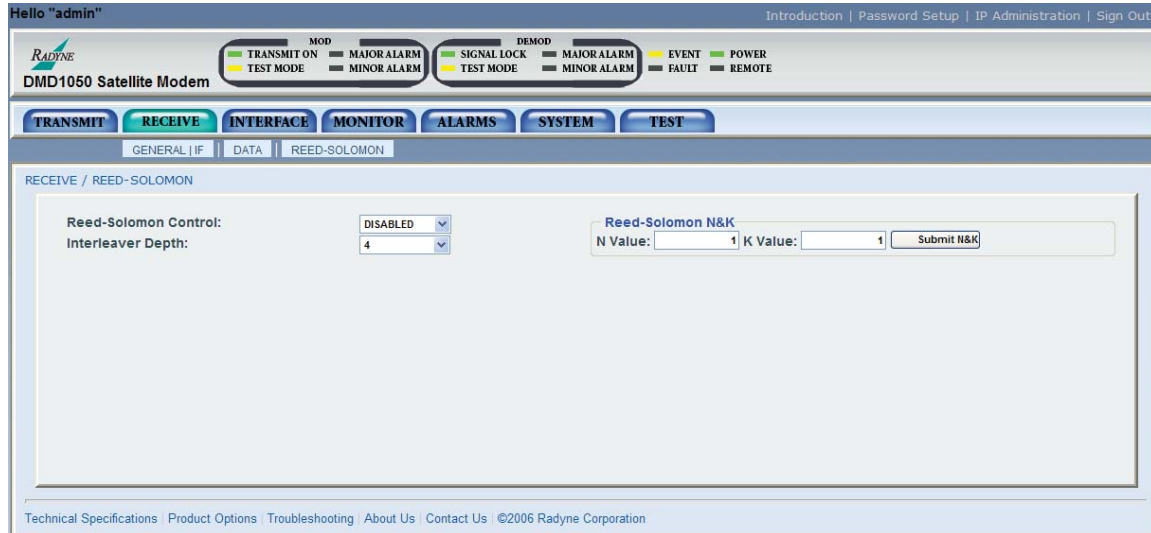 Hello "admin"
Introduction | Password Setup | IP Administration | Sign Out
RADYNE
DMD1050 Satellite Modem
MOD
TRANSMIT ON MAJOR ALARM
TEST MODE MINOR ALARM
DEMOD
SIGNAL LOCK MAJOR ALARM
TEST MODE MINOR ALARM
EVENT POWER
FAULT REMOTE
TRANSMIT RECEIVE INTERFACE MONITOR ALARMS SYSTEM TEST
GENERAL | IF | DATA | REED-SOLOMON
RECEIVE / REED-SOLOMON
Reed-Solomon Control: DISABLED
Interleaver Depth: 4
Reed-Solomon N&K
N Value: 1 K Value: 1 Submit N&K
Technical Specifications | Product Options | Troubleshooting | About Us | Contact Us | ©2006 Radyne Corporation